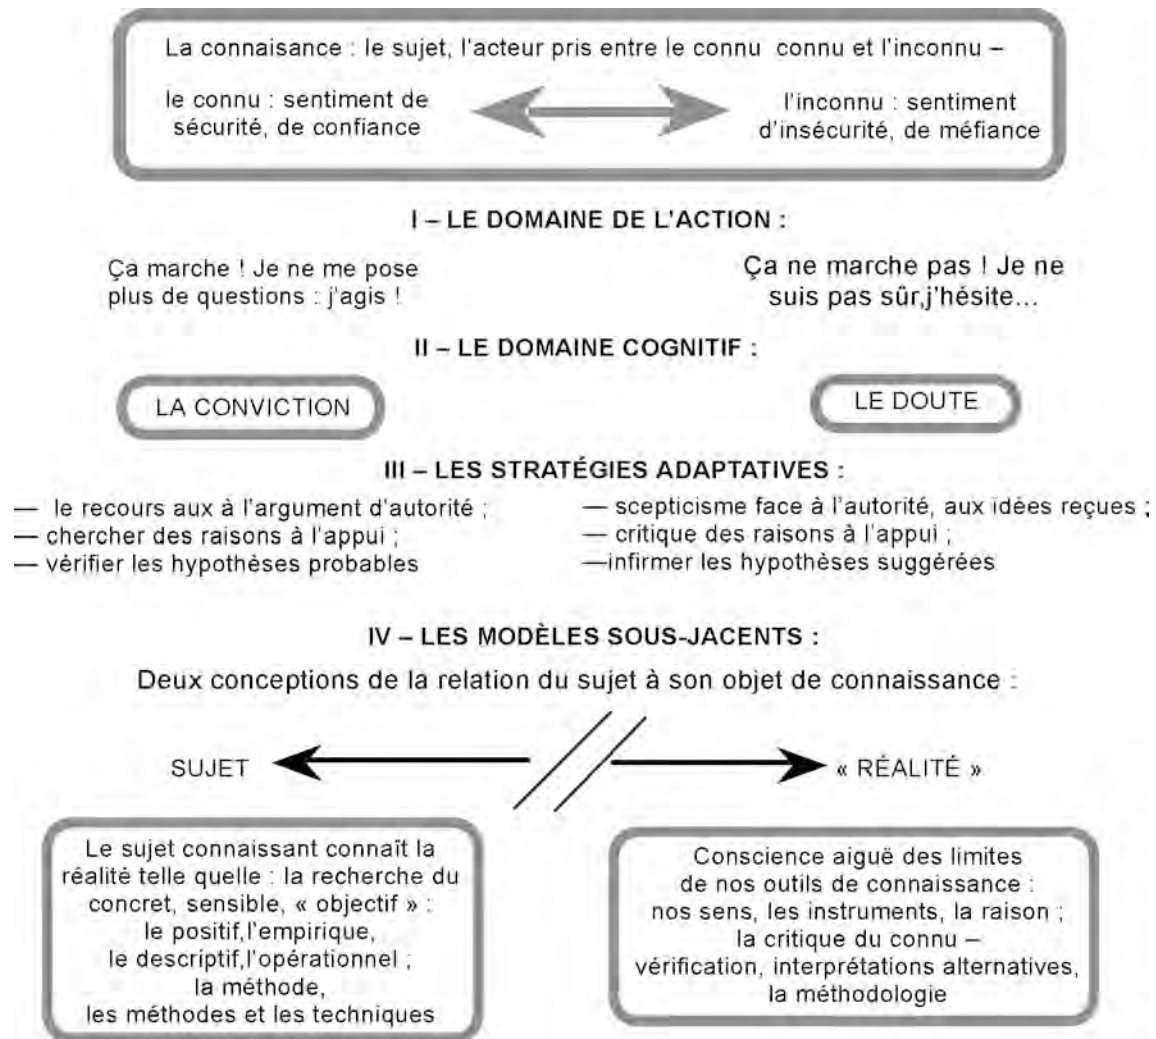 La connaisance : le sujet, l'acteur pris entre le connu connu et l'inconnu –
le connu : sentiment de
sécurité, de confiance
l'inconnu : sentiment
d'insécurité, de méfiance
I – LE DOMAINE DE L'ACTION :
Ça marche ! Je ne me pose
plus de questions : j'agis !
Ça ne marche pas ! Je ne
suis pas sûr,j'hésite...
II – LE DOMAINE COGNITIF :
LA CONVICTION
LE DOUTE
III – LES STRATÉGIES ADAPTATIVES :
— le recours aux à l'argument d'autorité ;
— chercher des raisons à l'appui ;
— vérifier les hypothèses probables
— scepticisme face à l'autorité, aux idées reçues ;
— critique des raisons à l'appui ;
—infirmer les hypothèses suggérées
IV – LES MODÈLES SOUS-JACENTS :
Deux conceptions de la relation du sujet à son objet de connaissance :
SUJET
« RÉALITÉ »
Le sujet connaissant connaît la
réalité telle quelle : la recherche du
concret, sensible, « objectif » :
le positif,l'empirique,
le descriptif,l'opérationnel ;
la méthode,
les méthodes et les techniques
Conscience aiguë des limites
de nos outils de connaissance :
nos sens, les instruments, la raison ;
la critique du connu –
vérification, interprétations alternatives,
la méthodologie